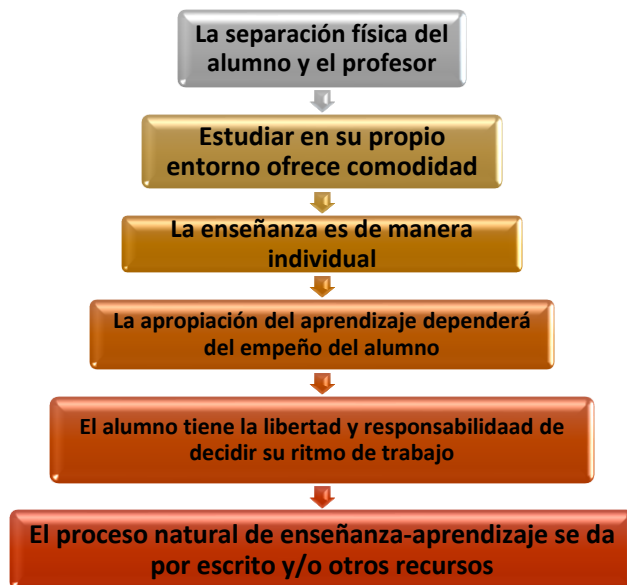 La separación física del
alumno y el profesor
Estudiar en su propio
entorno ofrece comodidad
La enseñanza es de manera
individual
La apropiación del aprendizaje dependerá
del empeño del alumno
El alumno tiene la libertad y responsabilidaad de
decidir su ritmo de trabajo
El proceso natural de enseñanza-aprendizaje se da
por escrito y/o otros recursos